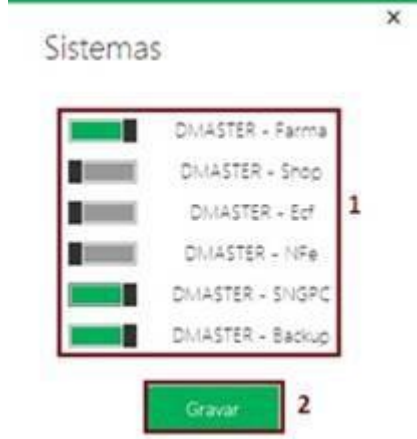 ×
Sistemas
DMASTER - Farma
DMASTER - Shop
DMASTER - Ecf
1
DMASTER - NFe
DMASTER - SNGPC
DMASTER - Backup
Gravar
2